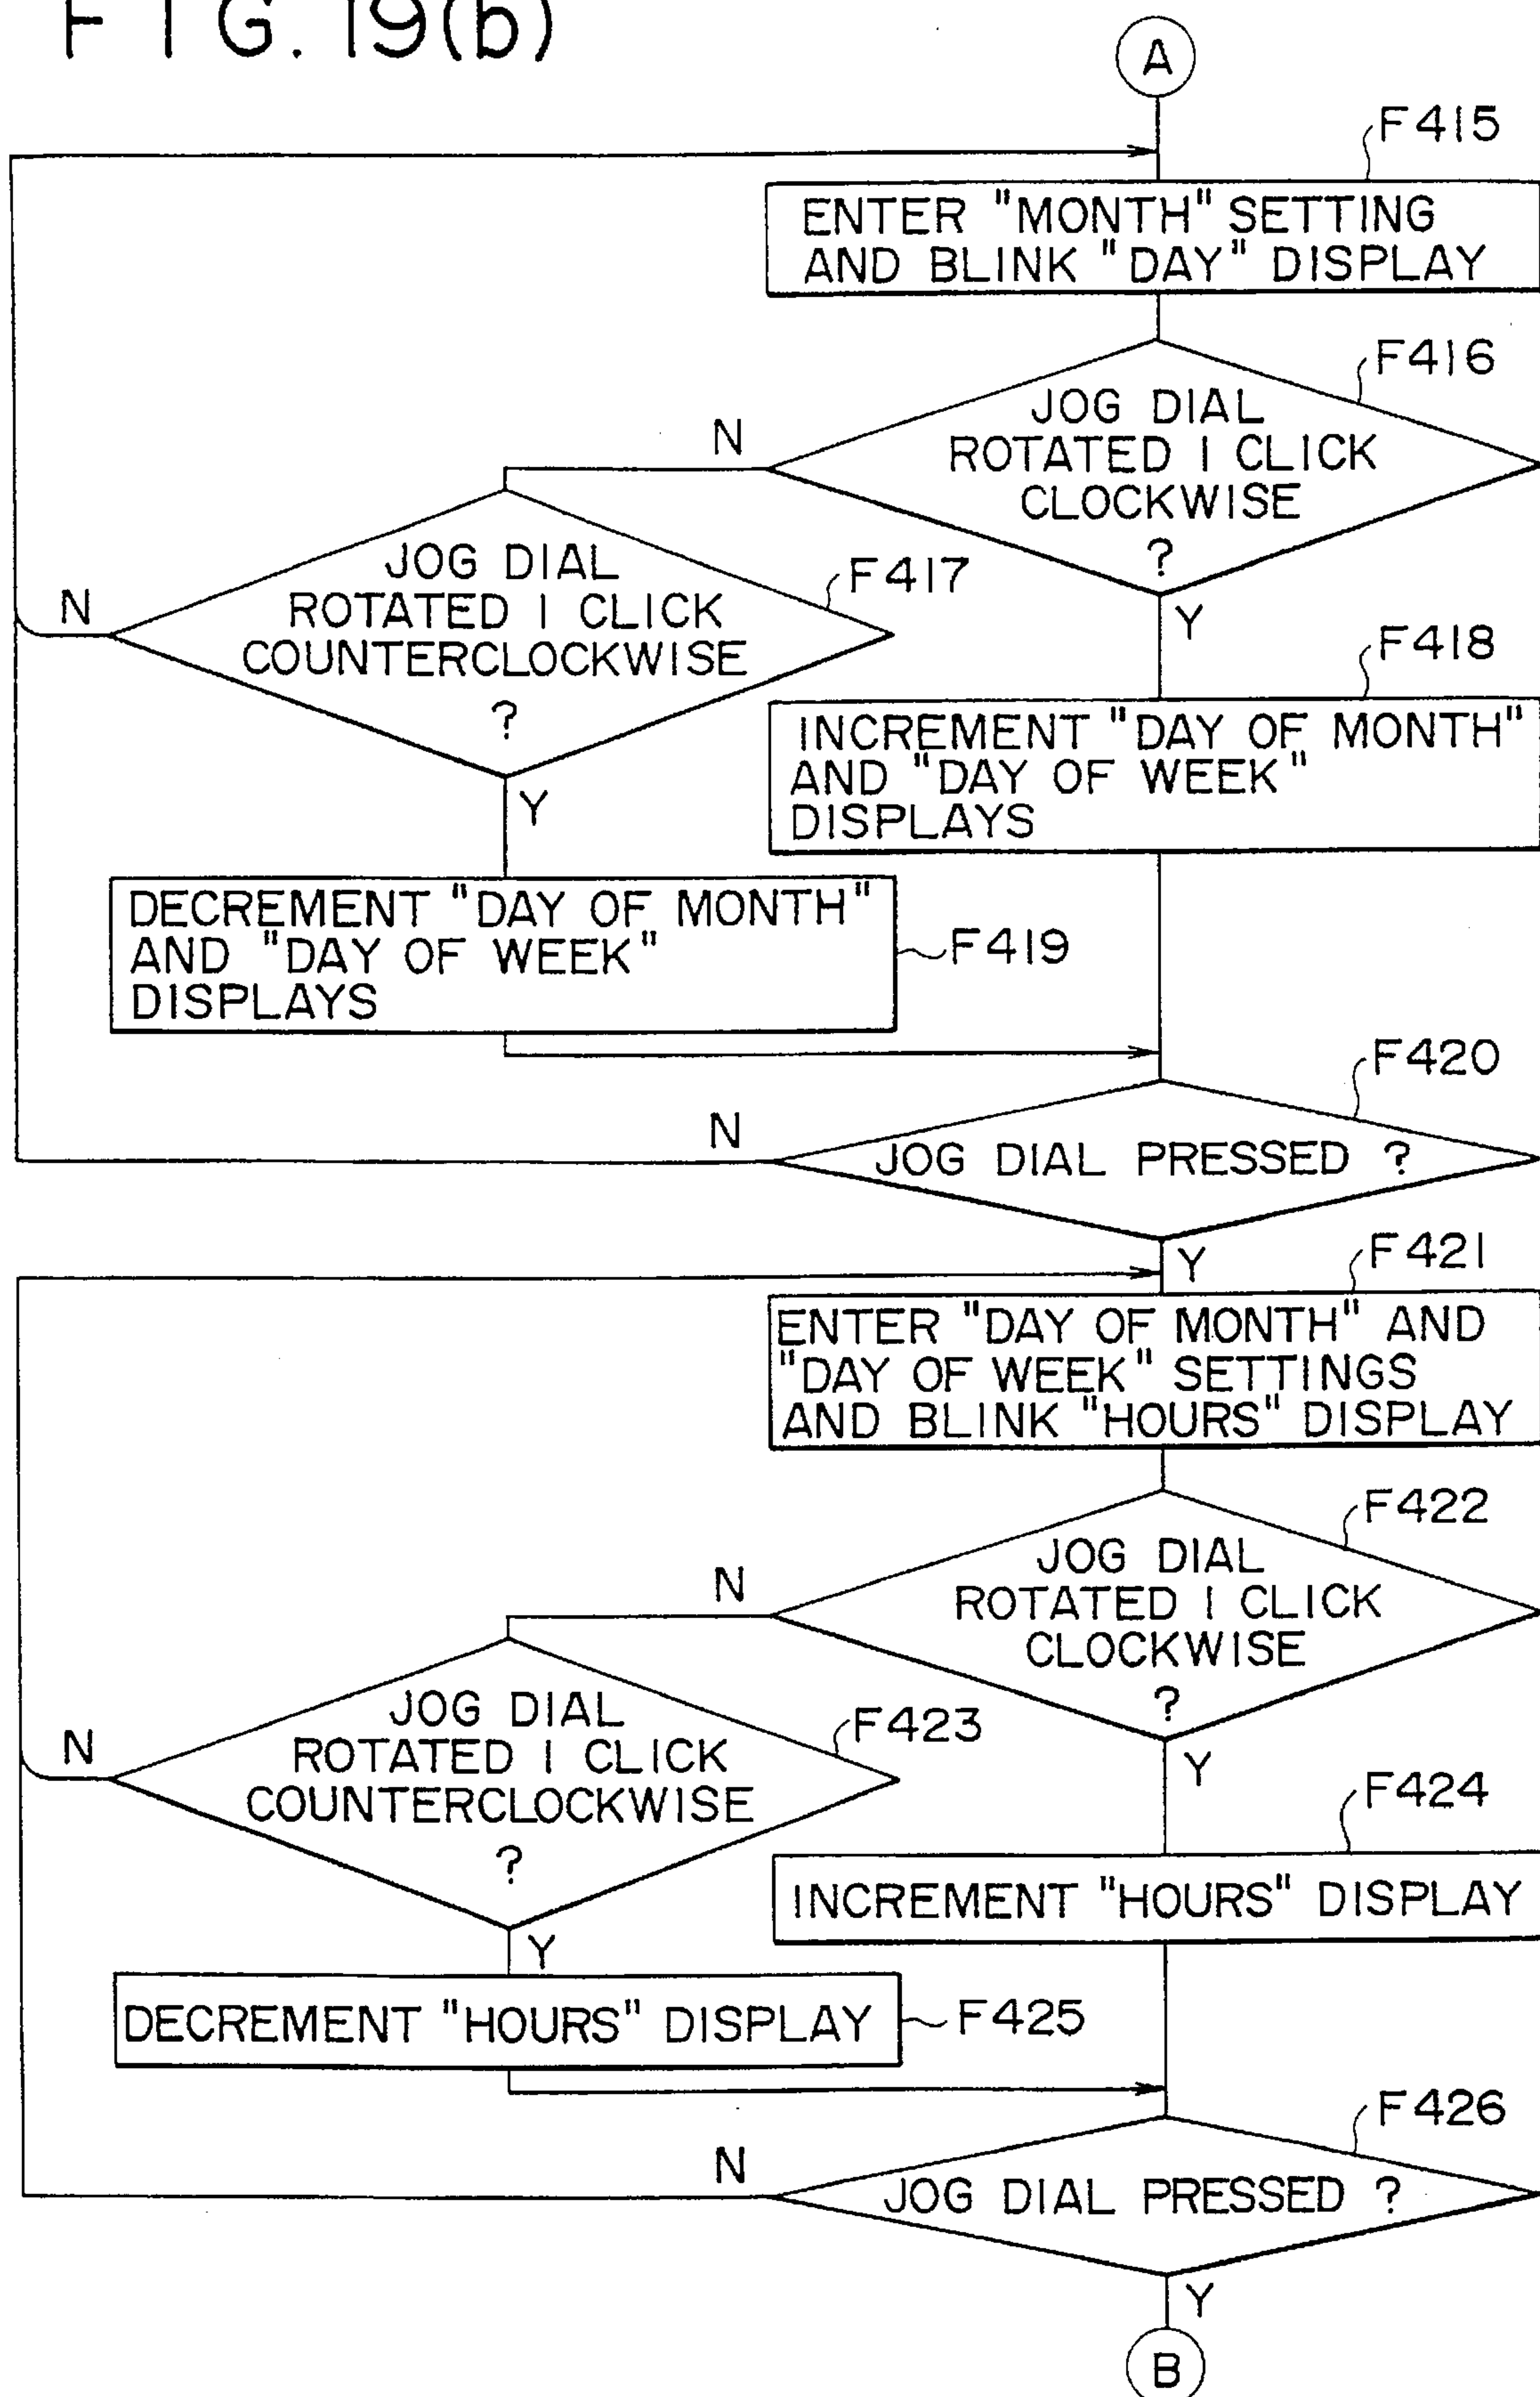 FIG. 19(b)
A
F415
ENTER "MONTH" SETTING
AND BLINK "DAY" DISPLAY
F416
JOG DIAL
ROTATED 1 CLICK
CLOCKWISE
?
N
Y
F417
JOG DIAL
ROTATED 1 CLICK
COUNTERCLOCKWISE
?
N
Y
F418
INCREMENT "DAY OF MONTH"
AND "DAY OF WEEK"
DISPLAYS
DECREMENT "DAY OF MONTH"
AND "DAY OF WEEK"
DISPLAYS
F419
F420
N
JOG DIAL PRESSED ?
Y
F421
ENTER "DAY OF MONTH" AND
"DAY OF WEEK" SETTINGS
AND BLINK "HOURS" DISPLAY
F422
JOG DIAL
ROTATED 1 CLICK
CLOCKWISE
?
N
Y
F423
JOG DIAL
ROTATED 1 CLICK
COUNTERCLOCKWISE
?
N
Y
F424
INCREMENT "HOURS" DISPLAY
DECREMENT "HOURS" DISPLAY
F425
F426
N
JOG DIAL PRESSED ?
Y
B